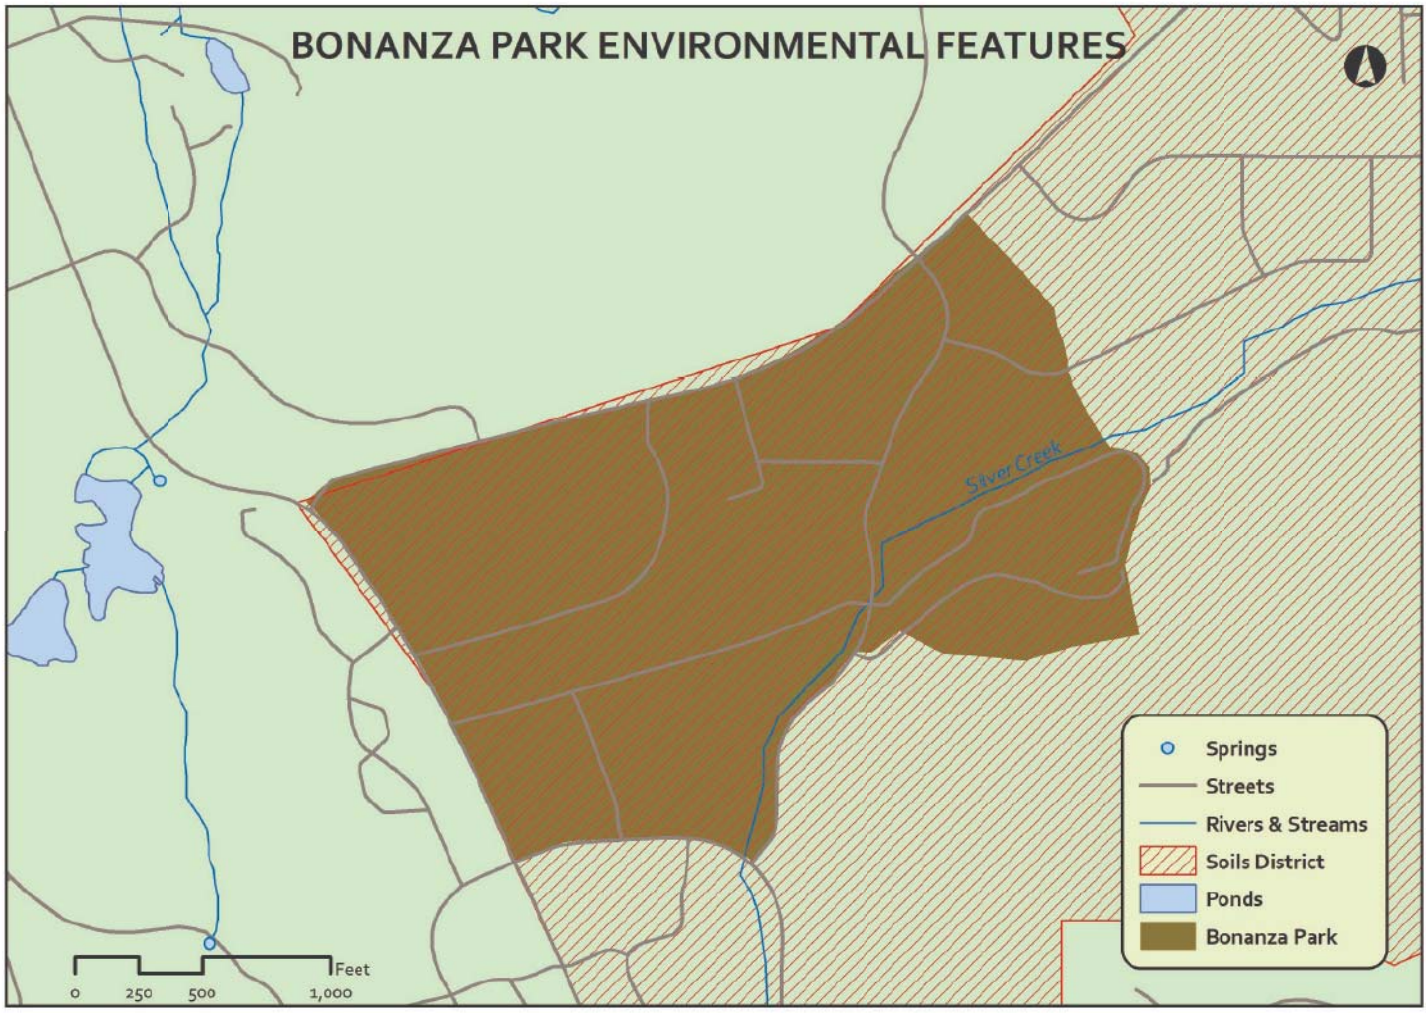 BONANZA PARK ENVIRONMENTAL FEATURES
Silver Creek
Springs
Streets
Rivers & Streams
Soils District
Ponds
Bonanza Park
Feet
0 250 500 1,000